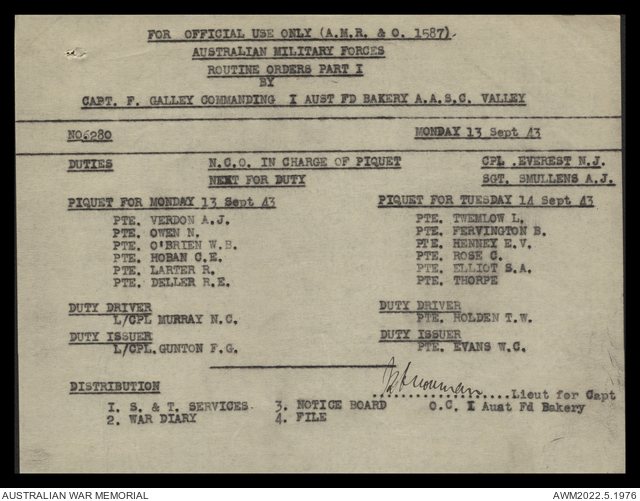 FOR OFFICIAL USE ONLY (A.M.R. & O. 1587).
AUSTRALIAN MILITARY FORCES
ROUTINE ORDERS PART I
BY
CAPT. F. GALLEY COMMANDING I AUST FD BAKERY A.A.S.C. VALLEY
NO6280 MONDAY 13 Sept 43
DUTIES N.C.O. IN CHARGE OF PIQUET CPL .EVEREST N.J.
NEXT FOR DUTY SGT. SMULLENS A.J.
PIQUET FOR MONDAY 13 Sept 43 PIQUET FOR TUESDAY 14 Sept 43
PTE. VERDON A.J. PTE. TWEMLOW L.
PTE. OWEN N. PTE. FERVINGTON B.
PTE. O'BRIEN W.B. PTE. HENNEY E.V.
PTE. HOBAN C.E. PTE. ROSE C.
PTE. LARTER R. PTE. ELLIOT S.A.
PTE. DELLER R.E. PTE. THORPE
DUTY DRIVER DUTY DRIVER
L/CPL MURRAY N.C. PTE. HOLDEN T.W.
DUTY ISSUER DUTY ISSUER
L/CPL.GUNTON F.G. PTE. EVANS W.C.
DISTRIBUTION
....................Lieut for Capt
I. S. & T. SERVICES. 3. NOTICE BOARD O.C. I Aust Fd Bakery
2. WAR DIARY 4. FILE
AUSTRALIAN WAR MEMORIAL AWM2022.5.1976